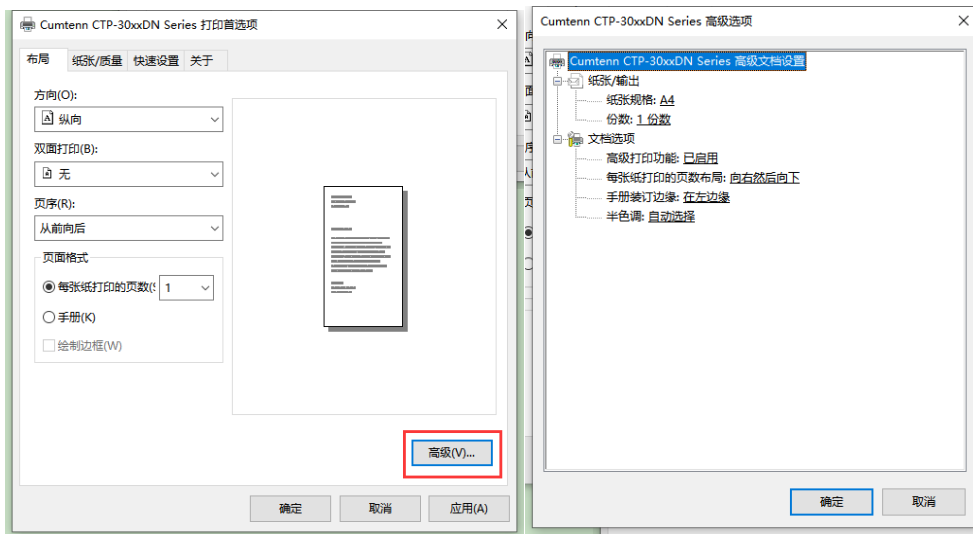 Cumtenn CTP-30xxDN Series 打印首选项
布局
纸张/质量
快速设置
关于
方向(O):
纵向
双面打印(B):
无
页序(R):
从前向后
页面格式
每张纸打印的页数(
1
手册(K)
绘制边框(W)
高级(V)...
确定
取消
应用(A)
Cumtenn CTP-30xxDN Series 高级选项
Cumtenn CTP-30xxDN Series 高级文档设置
纸张/输出
纸张规格: A4
份数: 1 份数
文档选项
高级打印功能: 已启用
每张纸打印的页数布局: 向右然后向下
手册装订边缘: 在左边缘
半色调: 自动选择
确定
取消